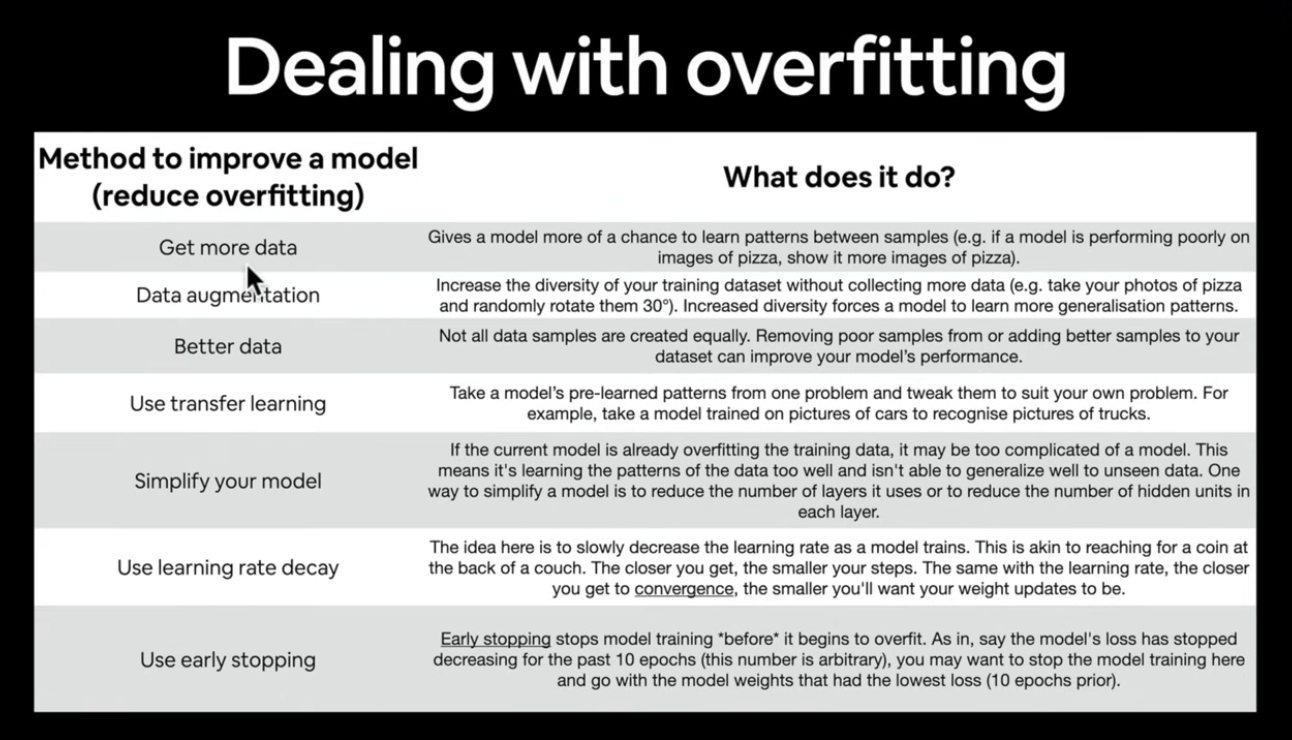 Dealing with overfitting
Method to improve a model
(reduce overfitting)
What does it do?
Get more data
Gives a model more of a chance to learn patterns between samples (e.g. if a model is performing poorly on
images of pizza, show it more images of pizza).
Data augmentation
Increase the diversity of your training dataset without collecting more data (e.g. take your photos of pizza
and randomly rotate them 30°). Increased diversity forces a model to learn more generalisation patterns.
Better data
Not all data samples are created equally. Removing poor samples from or adding better samples to your
dataset can improve your model's performance.
Use transfer learning
Take a model's pre-learned patterns from one problem and tweak them to suit your own problem. For
example, take a model trained on pictures of cars to recognise pictures of trucks.
Simplify your model
If the current model is already overfitting the training data, it may be too complicated of a model. This
means it's learning the patterns of the data too well and isn't able to generalize well to unseen data. One
way to simplify a model is to reduce the number of layers it uses or to reduce the number of hidden units in
each layer.
Use learning rate decay
The idea here is to slowly decrease the learning rate as a model trains. This is akin to reaching for a coin at
the back of a couch. The closer you get, the smaller your steps. The same with the learning rate, the closer
you get to convergence, the smaller you'll want your weight updates to be.
Use early stopping
Early stopping stops model training *before* it begins to overfit. As in, say the model's loss has stopped
decreasing for the past 10 epochs (this number is arbitrary), you may want to stop the model training here
and go with the model weights that had the lowest loss (10 epochs prior).